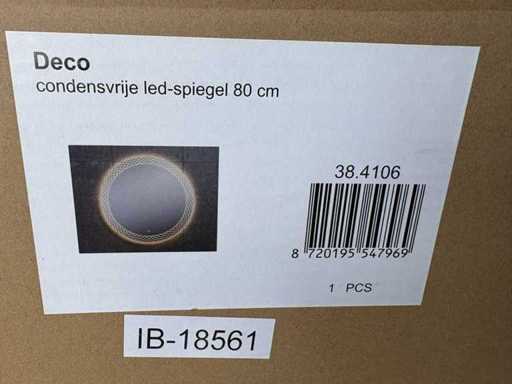 Deco
condensvrije led-spiegel 80 cm
38.4106
8 720195 547969
1 PCS
IB-18561